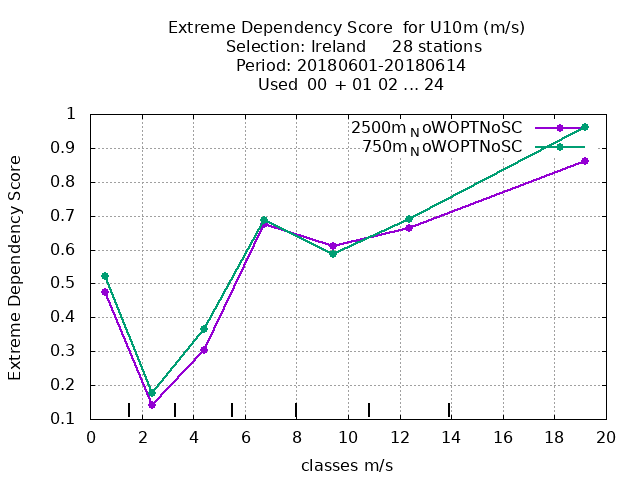 Extreme Dependency Score for U10m (m/s)
Selection: Ireland 28 stations
Period: 20180601-20180614
Used 00 + 01 02 ... 24
2500m_NoWOPTNoSC
750m_NoWOPTNoSC
Extreme Dependency Score
1
0.9
0.8
0.7
0.6
0.5
0.4
0.3
0.2
0.1
0 2 4 6 8 10 12 14 16 18 20
classes m/s